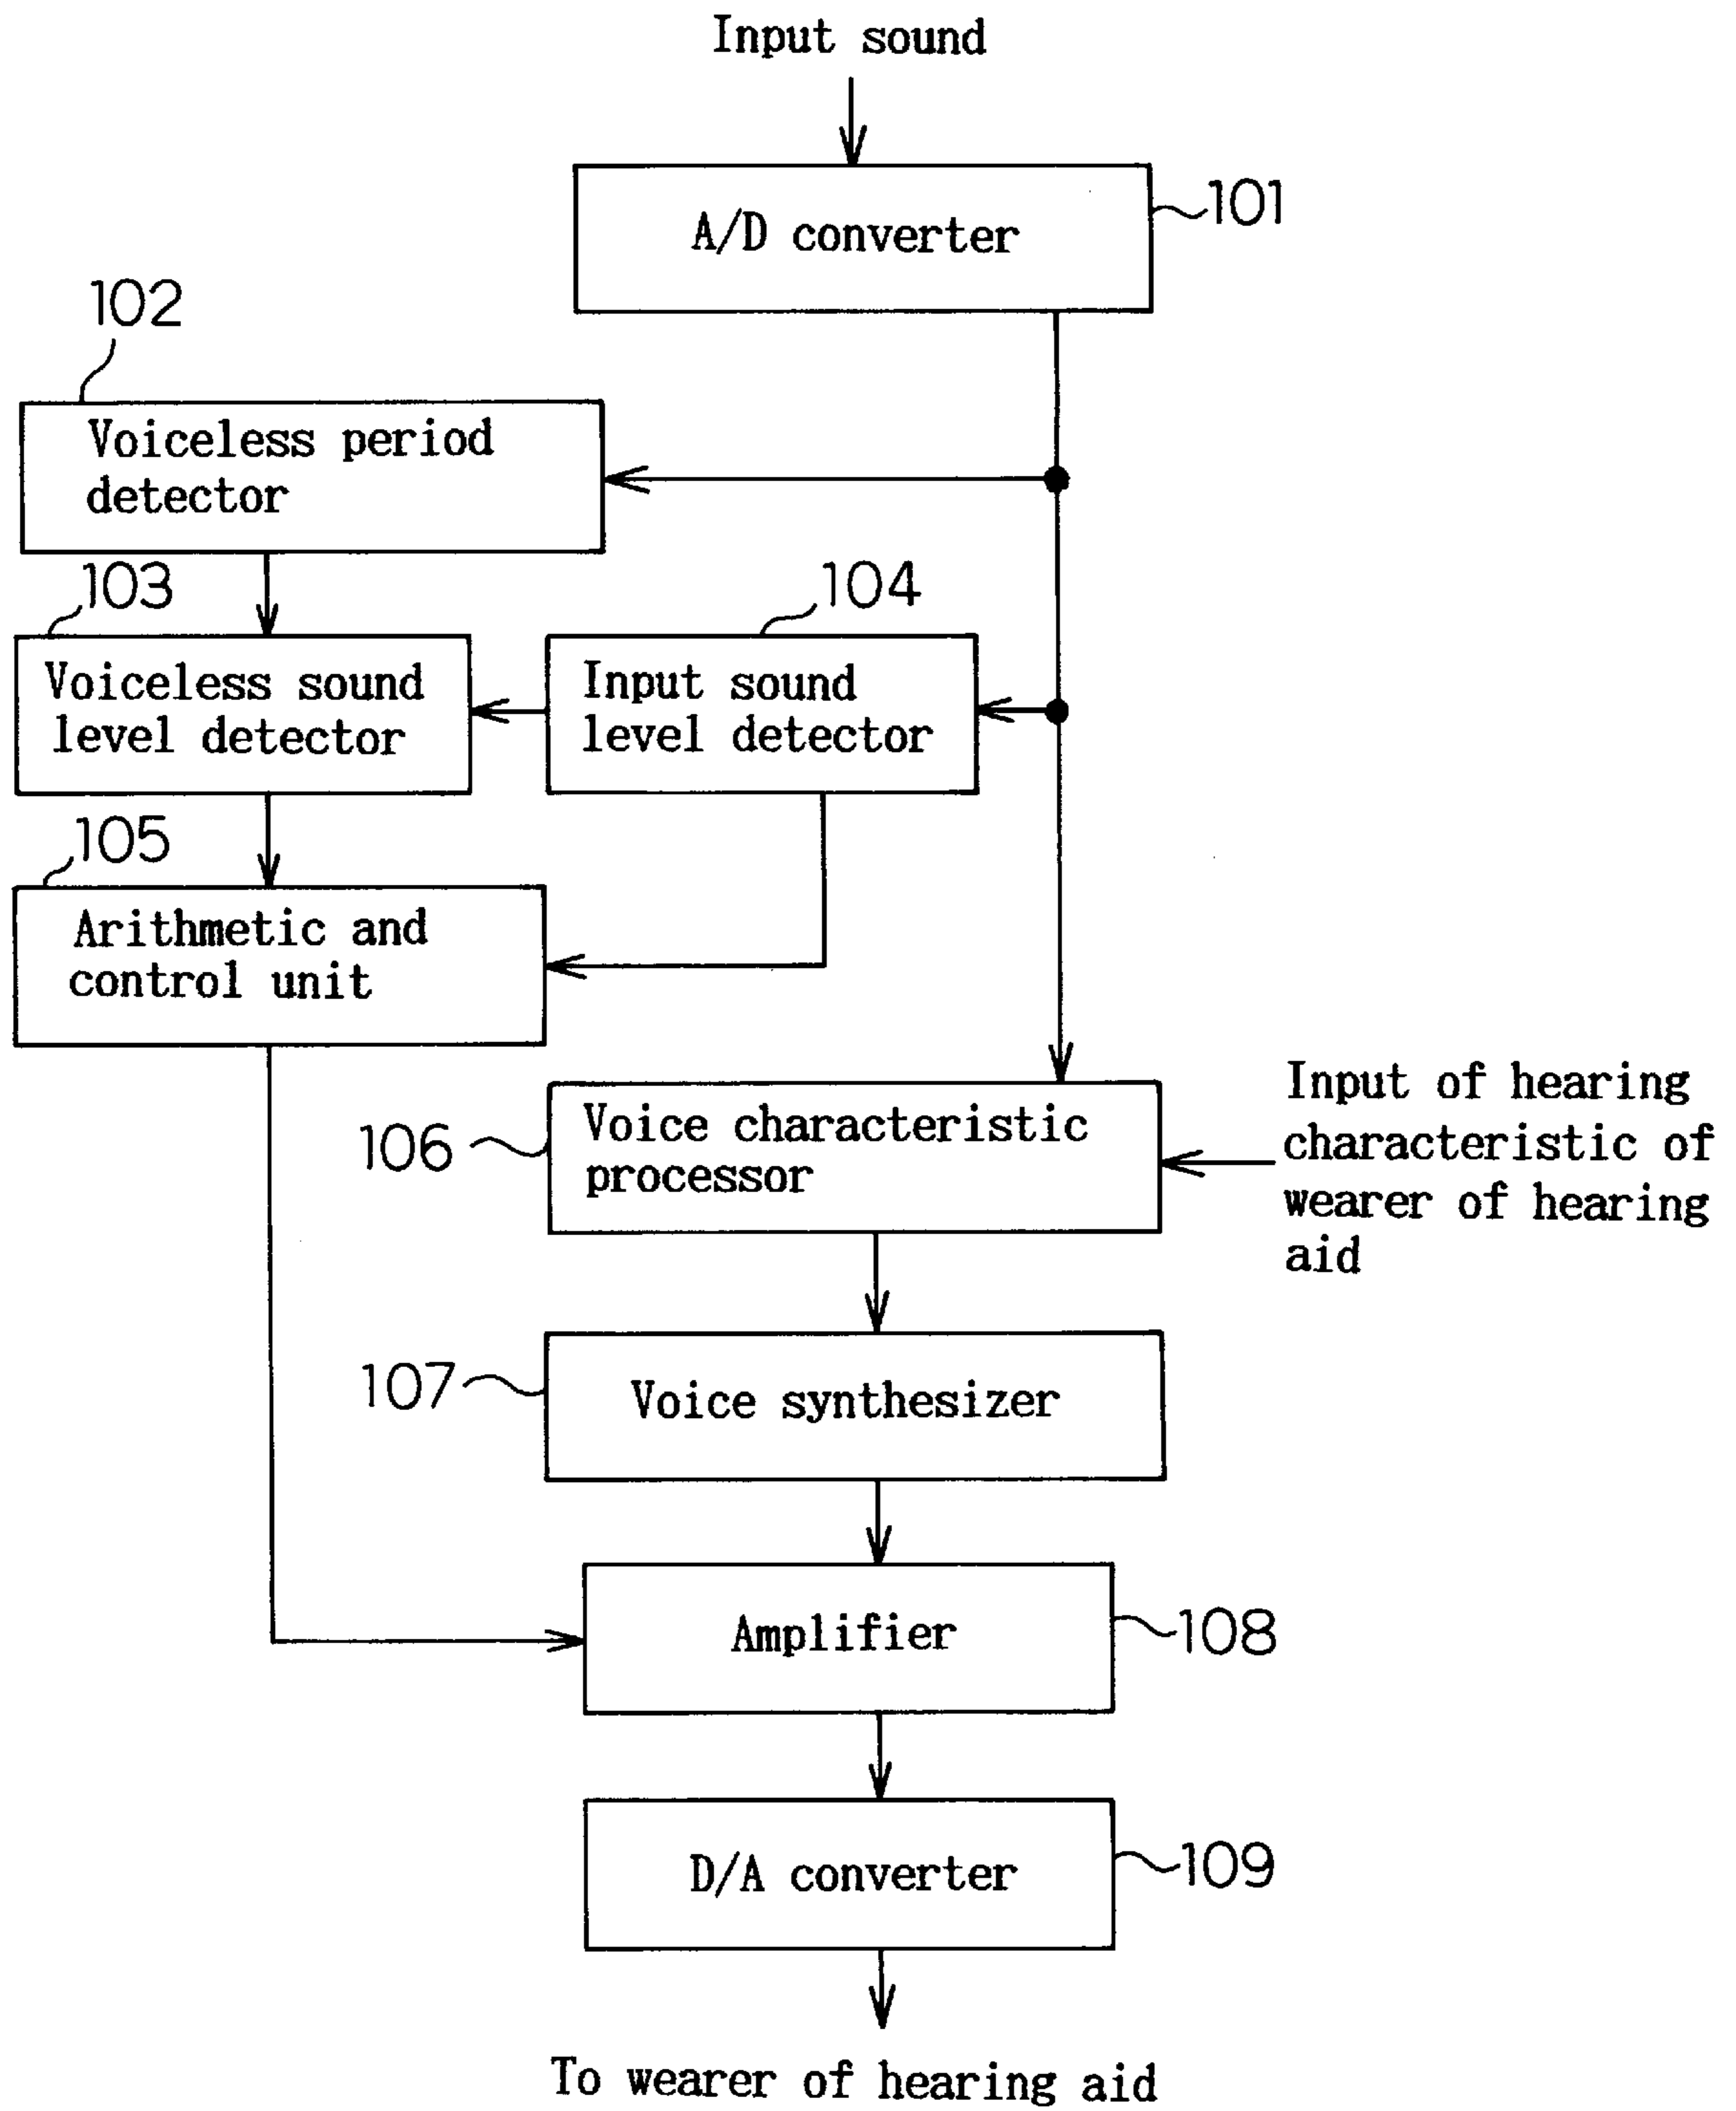 Input sound
A/D converter
101
102
Voiceless period
detector
103
104
Voiceless sound
level detector
Input sound
level detector
105
Arithmetic and
control unit
106
Voice characteristic
processor
Input of hearing
characteristic of
wearer of hearing
aid
107
Voice synthesizer
Amplifier
108
D/A converter
109
To wearer of hearing aid